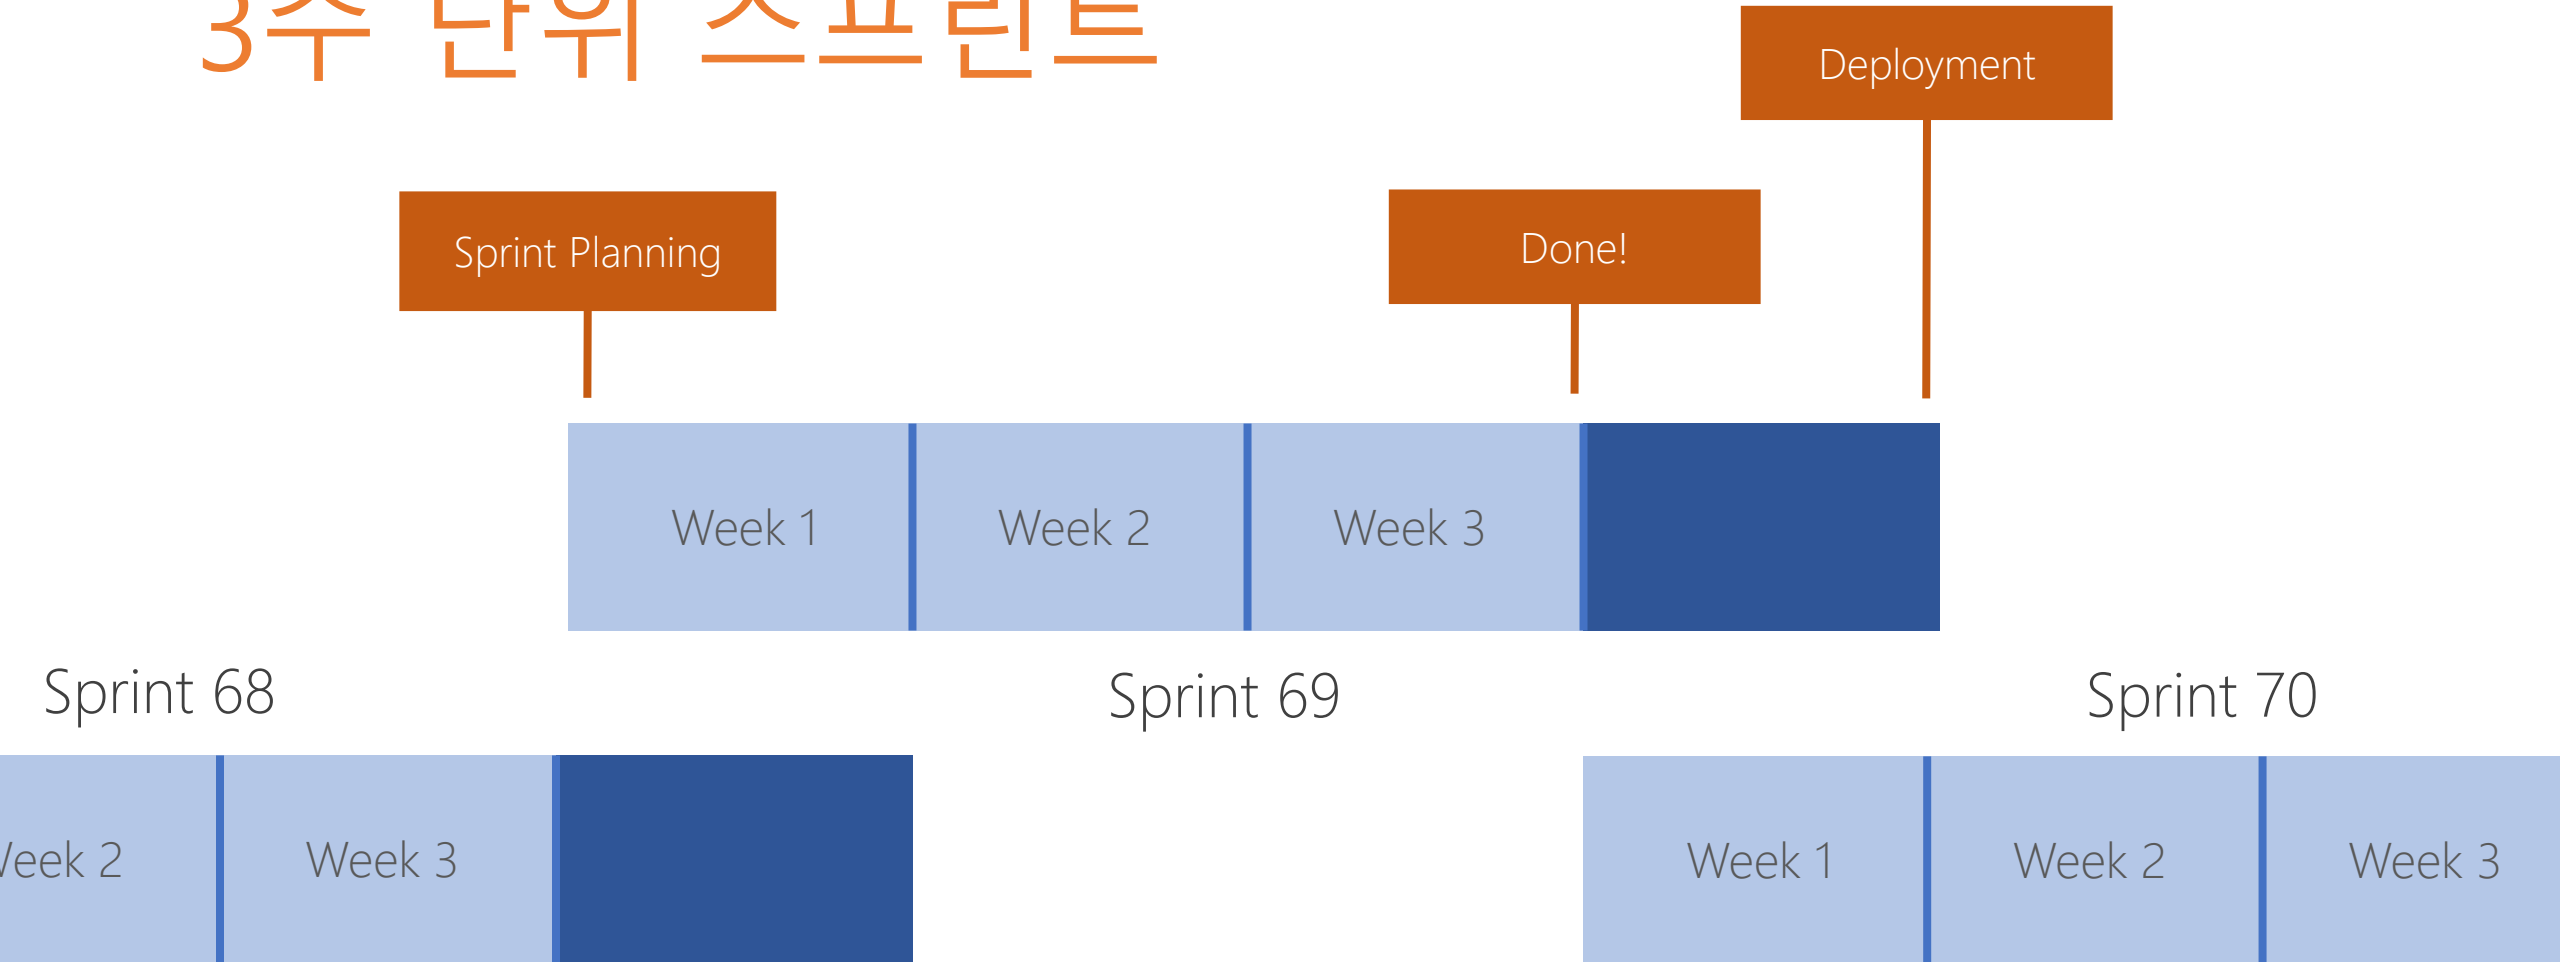 3주 단위 스프린트
Deployment
Sprint Planning
Done!
Week 1
Week 2
Week 3
Sprint 68
Sprint 69
Sprint 70
Week 2
Week 3
Week 1
Week 2
Week 3